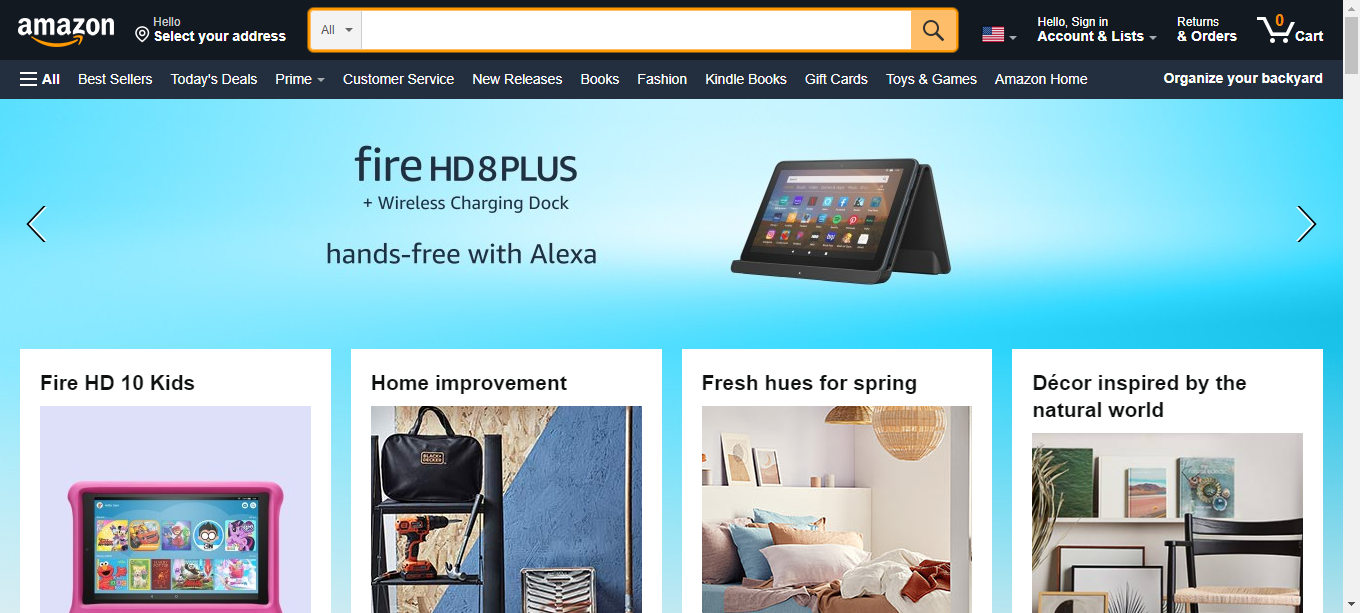 amazon
Hello
Select your address
All
Hello, Sign in
Account & Lists
Returns
& Orders
0
Cart
All
Best Sellers
Today's Deals
Prime
Customer Service
New Releases
Books
Fashion
Kindle Books
Gift Cards
Toys & Games
Amazon Home
Organize your backyard
fire HD8PLUS
+ Wireless Charging Dock
hands-free with Alexa
Fire HD 10 Kids
Home improvement
Fresh hues for spring
Décor inspired by the
natural world
BLACK+
DECKER